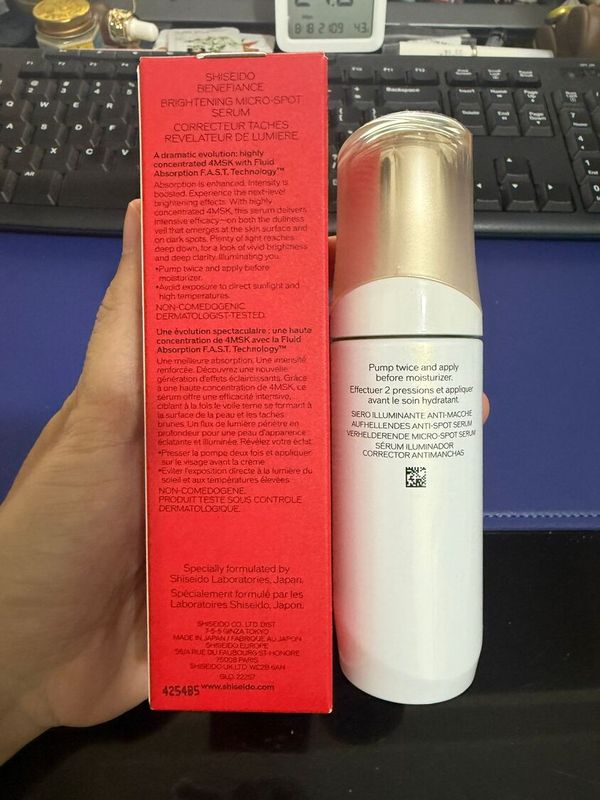 SHISEIDO
BENEFIANCE
BRIGHTENING MICRO-SPOT
SERUM
CORRECTEUR TACHES
RÉVÉLATEUR DE LUMIÈRE
A dramatic evolution: highly
concentrated 4MSK with Fluid
Absorption F.A.S.T. Technology™
Absorption is enhanced. Intensity is
boosted. Experience the next-level
brightening effects. With highly
concentrated 4MSK, this serum delivers
intensive efficacy—on both the dullness
veil that emerges at the skin surface and
on dark spots. Plenty of light reaches
deep down, for a look of vivid brightness
and deep clarity. Illuminating you.
•Pump twice and apply before
moisturizer.
•Avoid exposure to direct sunlight and
high temperatures.
NON-COMEDOGENIC.
DERMATOLOGIST-TESTED.
Une évolution spectaculaire : une haute
concentration de 4MSK avec la Fluid
Absorption F.A.S.T. Technology™
Une meilleure absorption. Une intensité
renforcée. Découvrez une nouvelle
génération d'effets éclaircissants. Grâce
à une haute concentration de 4MSK, ce
sérum offre une efficacité intensive,
ciblant à la fois le voile terne se formant à
la surface de la peau et les taches
brunes. Un flux de lumière pénètre en
profondeur pour une peau d'apparence
éclatante et illuminée. Révélez votre éclat.
•Presser la pompe deux fois et appliquer
sur le visage avant la crème.
•Eviter l'exposition directe à la lumière du
soleil et aux températures élevées.
NON-COMEDOGENE.
PRODUIT TESTE SOUS CONTROLE
DERMATOLOGIQUE.
Specially formulated by
Shiseido Laboratories, Japan.
Spécialement formulé par les
Laboratoires Shiseido, Japon.
SHISEIDO CO., LTD. DIST
7-5-5 GINZA TOKYO
MADE IN JAPAN / FABRIQUE AU JAPON
SHISEIDO EUROPE
56/A RUE DU FAUBOURG ST-HONORE
75008 PARIS
SHISEIDO UK LTD. WC2B 6AN
GLO. 22257
4254B5 www.shiseido.com
Pump twice and apply
before moisturizer.
Effectuer 2 pressions et appliquer
avant le soin hydratant.
SIERO ILLUMINANTE ANTI-MACCHIE
AUFHELLENDES ANTI-SPOT SERUM
VERHELDERENDE MICRO-SPOT SERUM
SÉRUM ILUMINADOR
CORRECTOR ANTIMANCHAS